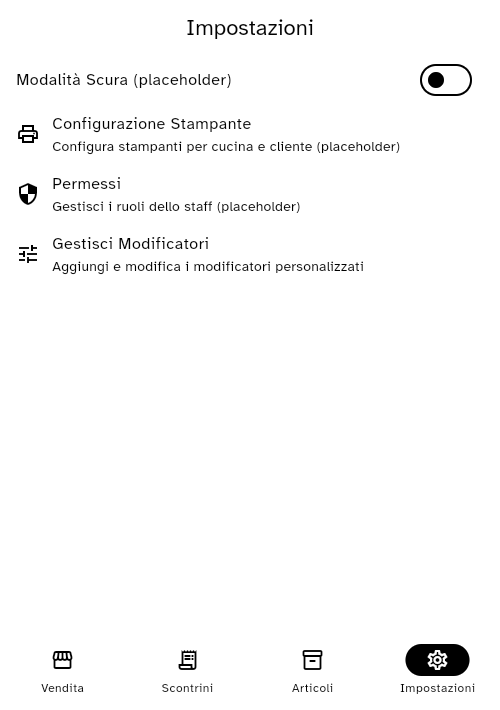 Impostazioni
Modalità Scura (placeholder)
Configurazione Stampante
Configura stampanti per cucina e cliente (placeholder)
Permessi
Gestisci i ruoli dello staff (placeholder)
Gestisci Modificatori
Aggiungi e modifica i modificatori personalizzati
Vendita
Scontrini
Articoli
Impostazioni